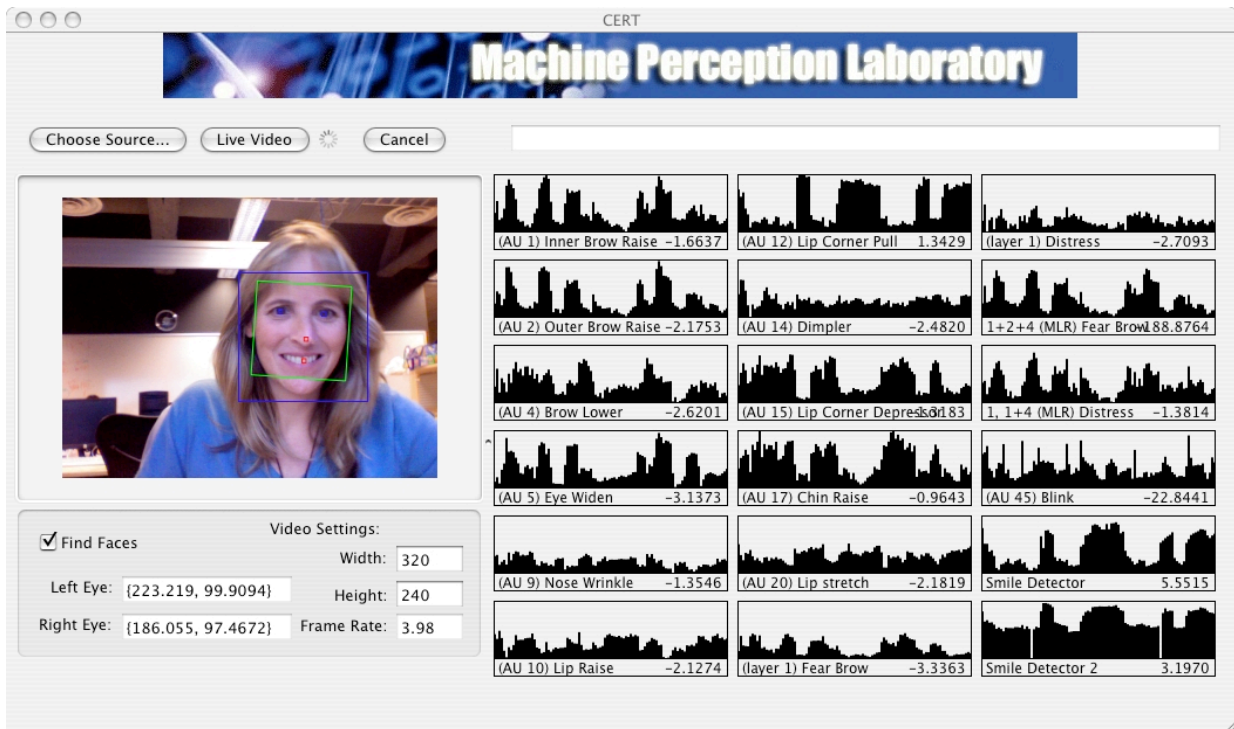 CERT
Machine Perception Laboratory
Choose Source... Live Video Cancel
(AU 1) Inner Brow Raise -1.6637
(AU 12) Lip Corner Pull 1.3429
(layer 1) Distress -2.7093
(AU 2) Outer Brow Raise -2.1753
(AU 14) Dimpler -2.4820
1+2+4 (MLR) Fear Brow -188.8764
(AU 4) Brow Lower -2.6201
(AU 15) Lip Corner Depressor -1.3183
1, 1+4 (MLR) Distress -1.3814
(AU 5) Eye Widen -3.1373
(AU 17) Chin Raise -0.9643
(AU 45) Blink -22.8441
(AU 9) Nose Wrinkle -1.3546
(AU 20) Lip stretch -2.1819
Smile Detector 5.5515
(AU 10) Lip Raise -2.1274
(layer 1) Fear Brow -3.3363
Smile Detector 2 3.1970
Find Faces
Video Settings:
Width: 320
Left Eye: {223.219, 99.9094}
Height: 240
Right Eye: {186.055, 97.4672}
Frame Rate: 3.98